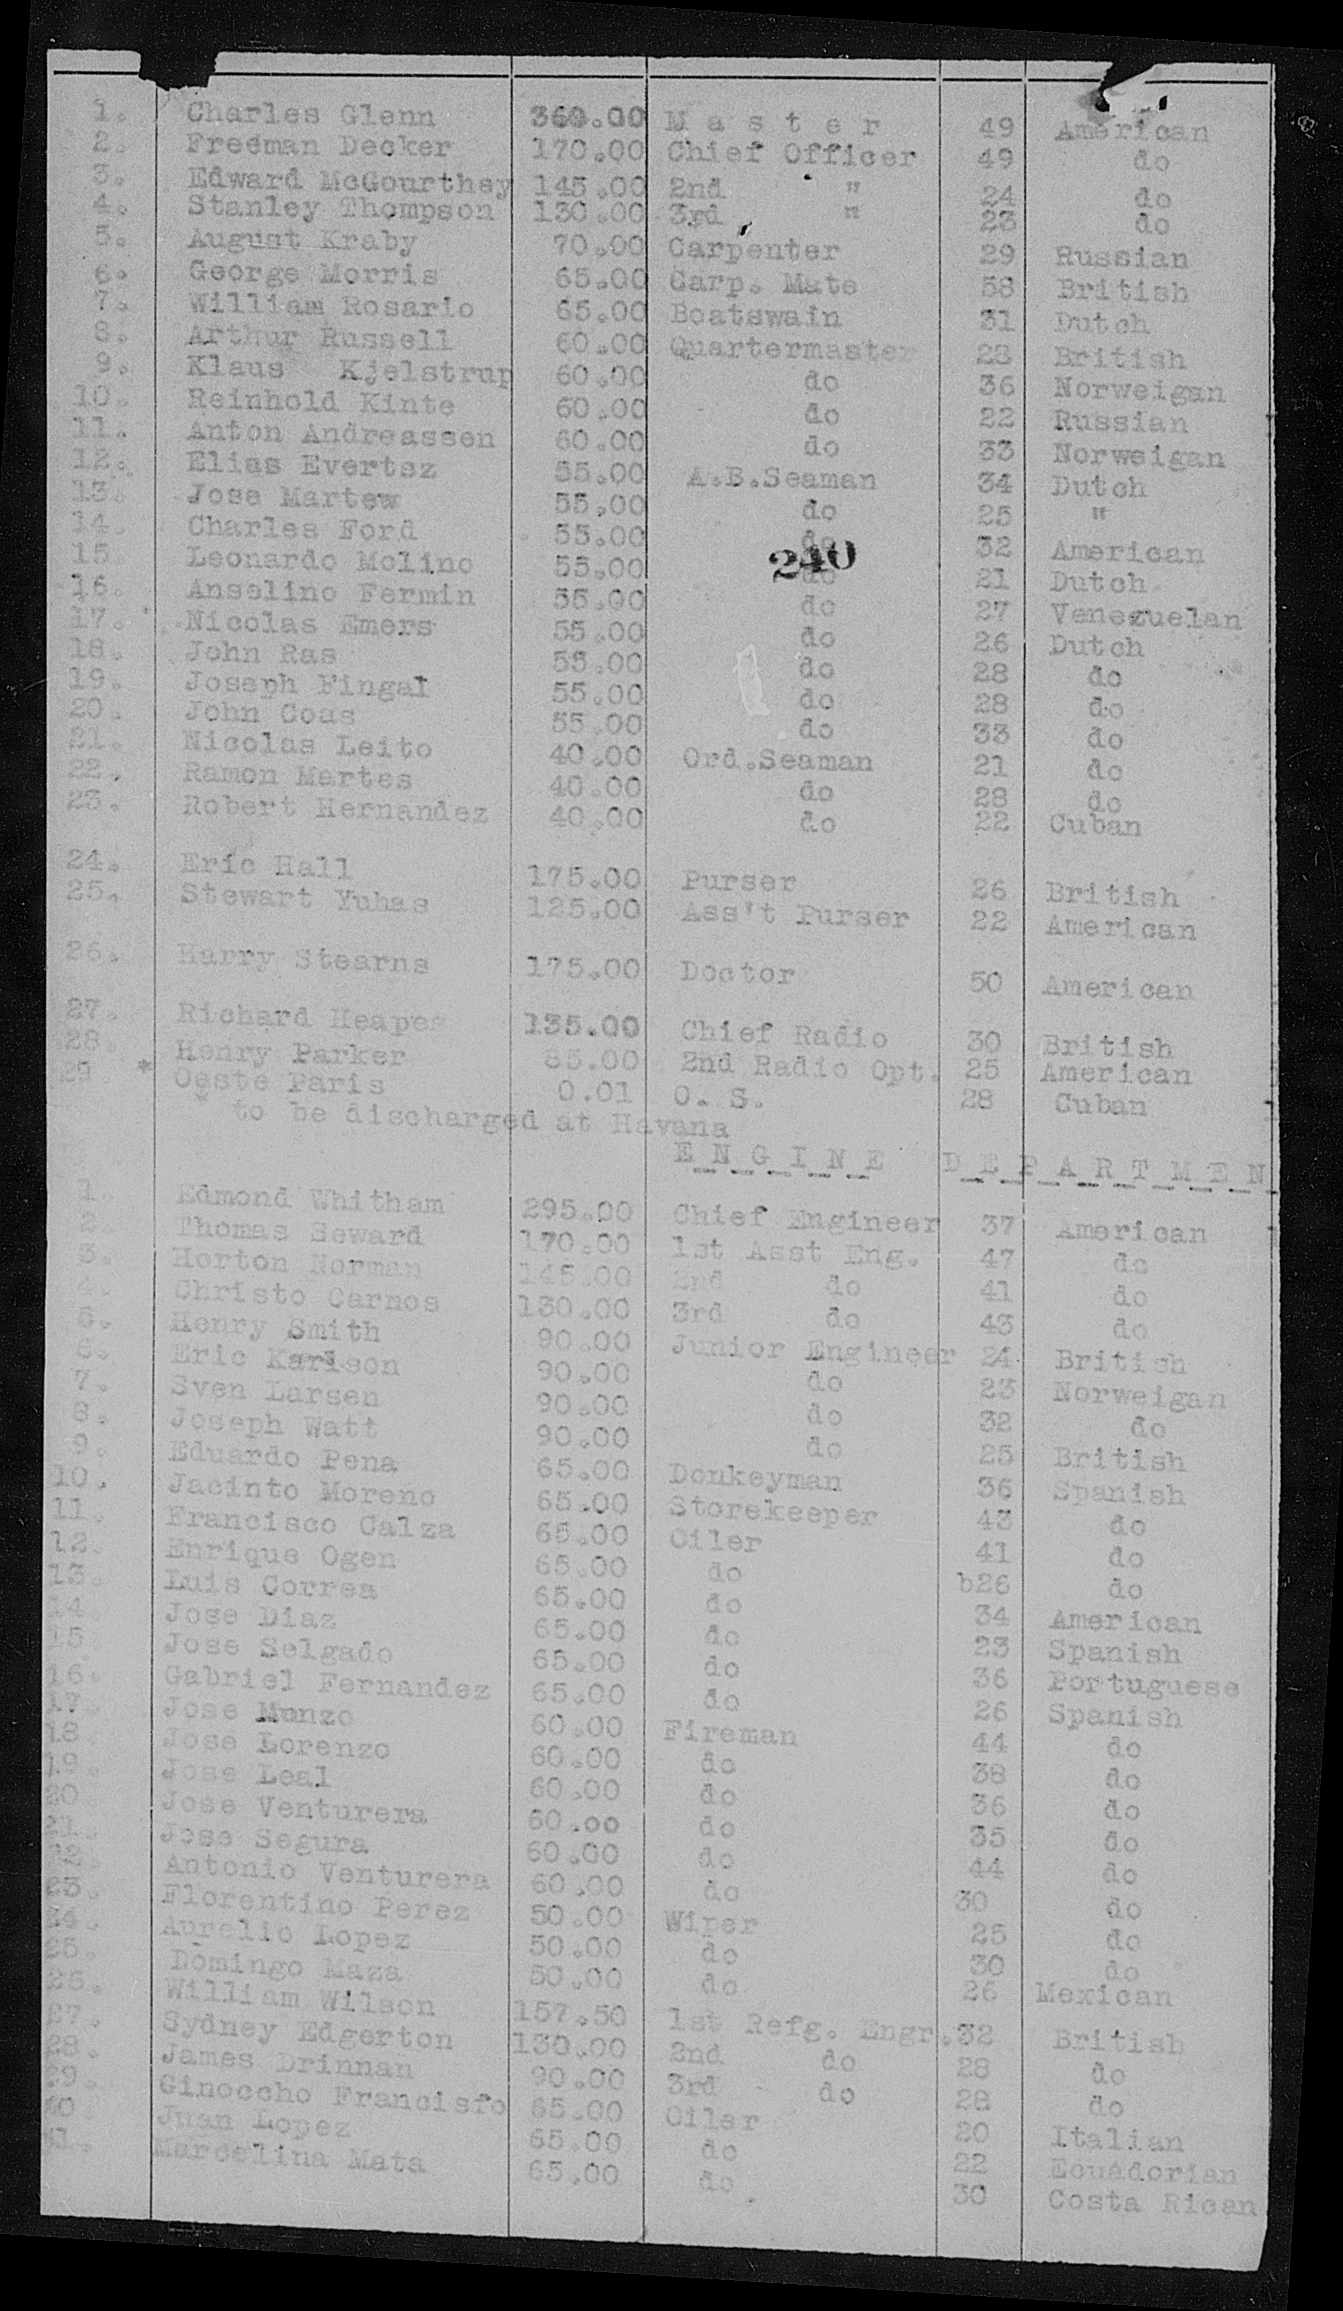 1. Charles Glenn 360.00 M a s t e r 49 American
2. Freeman Decker 170.00 Chief Officer 49 do
3. Edward McGourthey 145.00 2nd " 24 do
4. Stanley Thompson 130.00 3rd " 23 do
5. August Kraby 70.00 Carpenter 29 Russian
6. George Morris 65.00 Carp. Mate 58 British
7. William Rosario 65.00 Boatswain 31 Dutch
8. Arthur Russell 60.00 Quartermaster 28 British
9. Klaus Kjelstrup 60.00 do 36 Norweigan
10. Reinhold Kinte 60.00 do 22 Russian
11. Anton Andreassen 60.00 do 33 Norweigan
12. Elias Evertsz 55.00 A.B.Seaman 34 Dutch
13. Jose Martew 55.00 do 25 "
14. Charles Ford 55.00 do 32 American
240
15 Leonardo Molino 55.00 do 21 Dutch
16. Anselino Fermin 55.00 do 27 Venezuelan
17. Nicolas Emers 55.00 do 26 Dutch
18. John Ras 55.00 do 28 do
19. Joseph Fingal 55.00 do 28 do
20. John Goas 55.00 do 33 do
21. Nicolas Leito 40.00 Ord.Seaman 21 do
22. Ramon Martes 40.00 do 28 do
23. Robert Hernandez 40.00 do 22 Cuban
24. Eric Hall 175.00 Purser 26 British
25. Stewart Yuhas 125.00 Ass't Purser 22 American
26. Harry Stearns 175.00 Doctor 50 American
27. Richard Heapes 135.00 Chief Radio 30 British
28. Henry Parker 85.00 2nd Radio Opt. 25 American
29. * Oeste Paris 0.01 O. S. 28 Cuban
* to be discharged at Havana
E N G I N E D E P A R T M E N
1. Edmond Whitham 295.00 Chief Engineer 37 American
2. Thomas Seward 170.00 1st Asst Eng. 47 do
3. Horton Norman 145.00 2nd do 41 do
4. Christo Carnos 130.00 3rd do 43 do
5. Henry Smith 90.00 Junior Engineer 24 British
6. Eric Karlson 90.00 do 23 Norweigan
7. Sven Larsen 90.00 do 32 do
8. Joseph Watt 90.00 do 25 British
9. Eduardo Pena 65.00 Donkeyman 36 Spanish
10. Jacinto Moreno 65.00 Storekeeper 43 do
11. Francisco Calza 65.00 Oiler 41 do
12. Enrique Ogen 65.00 do b26 do
13. Luis Correa 65.00 do 34 American
14 Jose Diaz 65.00 do 23 Spanish
15 Jose Selgado 65.00 do 36 Portuguese
16. Gabriel Fernandez 65.00 do 26 Spanish
17. Jose Munzo 60.00 Fireman 44 do
18 Jose Lorenzo 60.00 do 38 do
19. Jose Leal 60.00 do 36 do
20 Jose Venturera 60.00 do 35 do
21. Jose Segura 60.00 do 44 do
22. Antonio Venturera 60.00 do 30 do
23. Florentino Perez 50.00 Wiper 25 do
24. Aurelio Lopez 50.00 do 30 do
25. Domingo Maza 50.00 do 26 Mexican
26. William Wilson 157.50 1st Refg. Engr. 32 British
27. Sydney Edgerton 130.00 2nd do 28 do
28. James Drinnan 90.00 3rd do 28 do
29. Ginoccho Francisfo 65.00 Oiler 20 Italian
30 Juan Lopez 65.00 do 22 Ecuadorian
31. Marcelina Mata 65.00 do. 30 Costa Rican